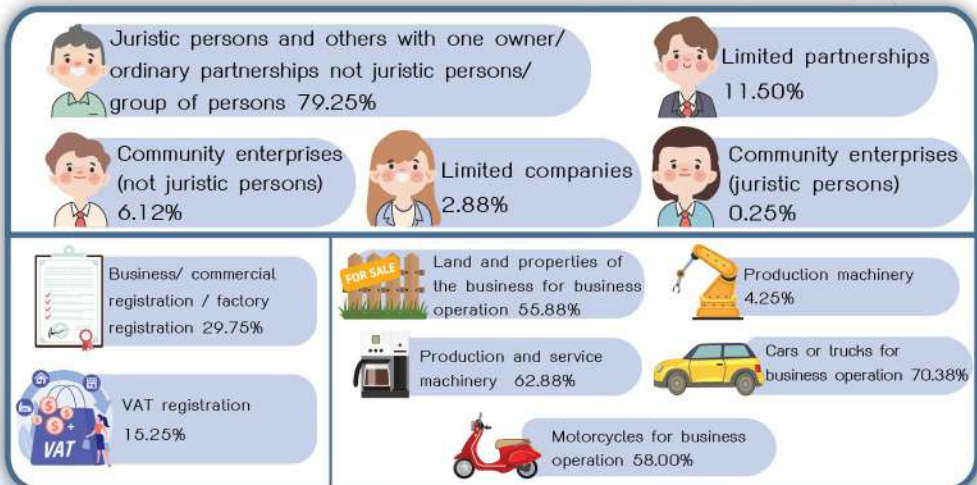 Juristic persons and others with one owner/
ordinary partnerships not juristic persons/
group of persons 79.25%
Limited partnerships
11.50%
Community enterprises
(not juristic persons)
6.12%
Limited companies
2.88%
Community enterprises
(juristic persons)
0.25%
Business/ commercial
registration / factory
registration 29.75%
VAT
VAT registration
15.25%
FOR SALE
Land and properties of
the business for business
operation 55.88%
Production machinery
4.25%
Production and service
machinery 62.88%
Cars or trucks for
business operation 70.38%
Motorcycles for business
operation 58.00%